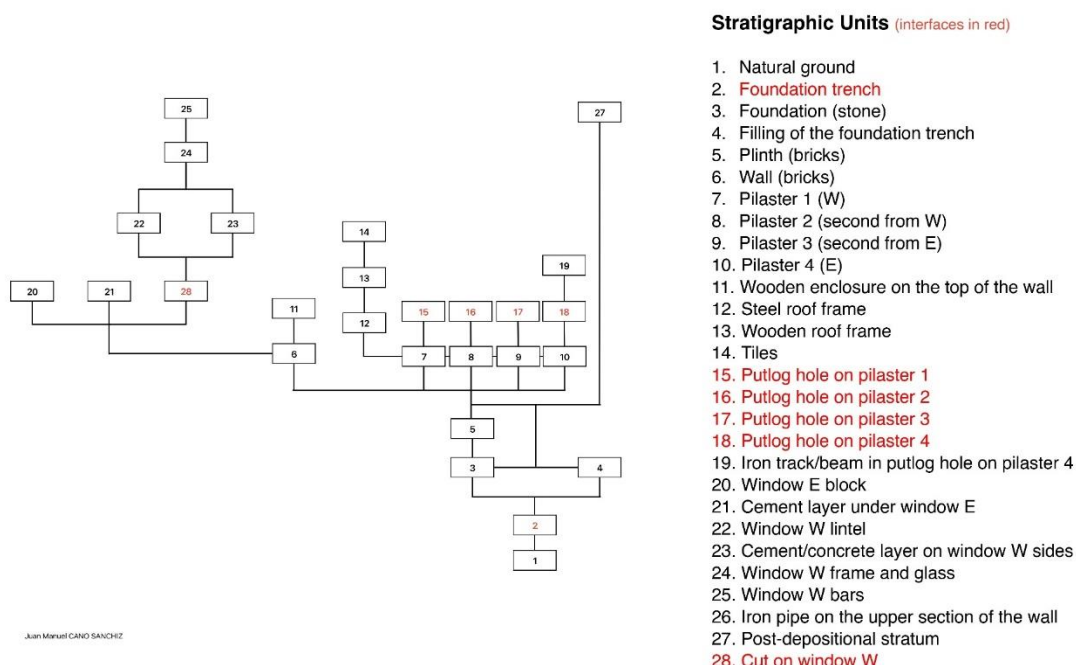 Stratigraphic Units (interfaces in red)
1. Natural ground
2. Foundation trench
3. Foundation (stone)
4. Filling of the foundation trench
5. Plinth (bricks)
6. Wall (bricks)
7. Pilaster 1 (W)
8. Pilaster 2 (second from W)
9. Pilaster 3 (second from E)
10. Pilaster 4 (E)
11. Wooden enclosure on the top of the wall
12. Steel roof frame
13. Wooden roof frame
14. Tiles
15. Putlog hole on pilaster 1
16. Putlog hole on pilaster 2
17. Putlog hole on pilaster 3
18. Putlog hole on pilaster 4
19. Iron track/beam in putlog hole on pilaster 4
20. Window E block
21. Cement layer under window E
22. Window W lintel
23. Cement/concrete layer on window W sides
24. Window W frame and glass
25. Window W bars
26. Iron pipe on the upper section of the wall
27. Post-depositional stratum
28. Cut on window W
25
27
24
22 23
14
19
13
20 21 28
11 15 16 17 18
12
6 7 8 9 10
5
3 4
2
1
Juan Manuel CANO SANCHIZ